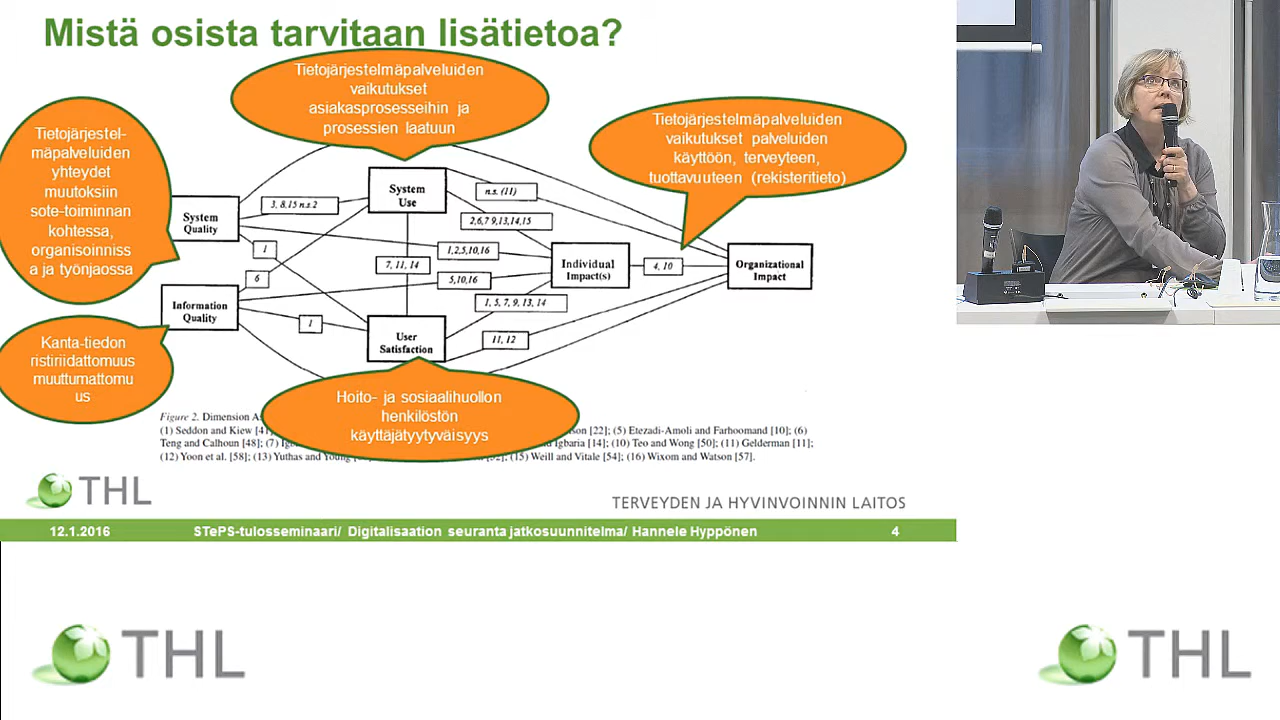 Mistä osista tarvitaan lisätietoa?
Tietojärjestelmäpalveluiden
vaikutukset
asiakasprosesseihin ja
prosessien laatuun
Tietojärjestelmäpalveluiden
vaikutukset palveluiden
käyttöön, terveyteen,
tuottavuuteen (rekisteritieto)
Tietojärjestel-
mäpalveluiden
yhteydet
muutoksiin
sote-toiminnan
kohtessa,
organisoinniss
a ja työnjaossa
System
Quality
3, 8,15 n.s.2
System
Use
n.s. (11)
2,6,7 9,13,14,15
1
1,2,5,10,16
7, 11, 14
6
5,10,16
Individual
Impact(s)
4, 10
Organizational
Impact
Information
Quality
1, 5, 7, 9, 13, 14
1
User
Satisfaction
11, 12
Kanta-tiedon
ristiriidattomuus
muuttumattomu
us
Hoito- ja sosiaalihuollon
henkilöstön
käyttäjätyytyväisyys
Figure 2. Dimension
(1) Seddon and Kiew [22]; (5) Etezadi-Amoli and Farhoomand [10]; (6)
Teng and Calhoun [48]; (7) Igbaria [14]; (10) Teo and Wong [50]; (11) Gelderman [11];
(12) Yoon et al. [58]; (13) Yuthas and Young (15) Weill and Vitale [54]; (16) Wixom and Watson [57].
THL
TERVEYDEN JA HYVINVOINNIN LAITOS
12.1.2016 STePS-tulosseminaari/ Digitalisaation seuranta jatkosuunnitelma/ Hannele Hyppönen 4
THL THL